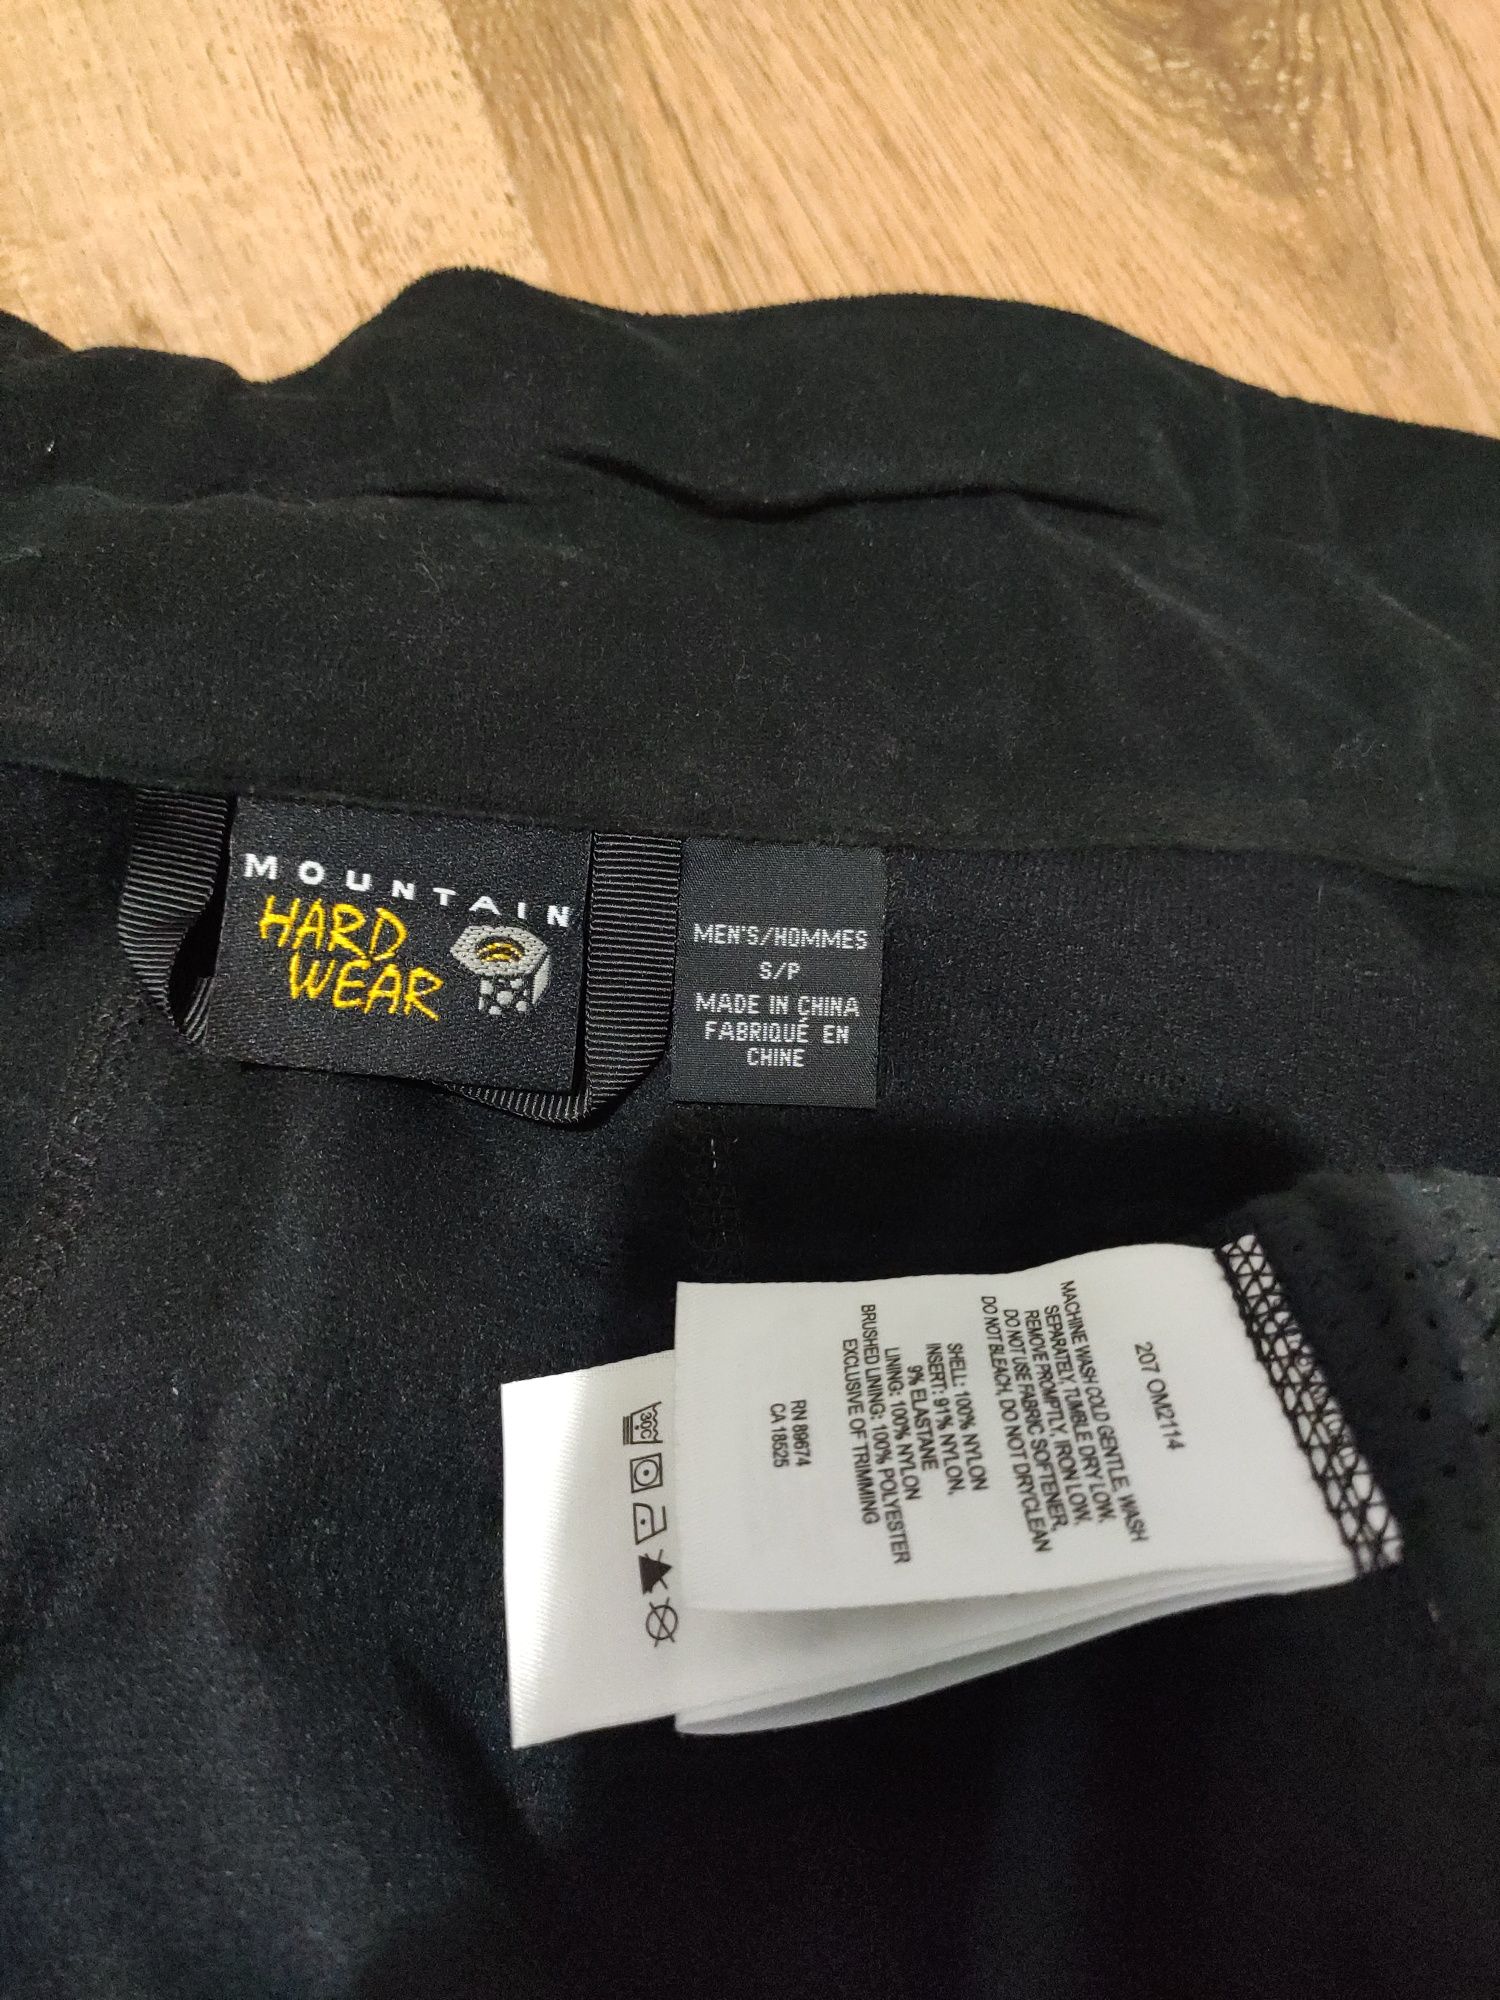 MOUNTAIN
HARD
WEAR
MEN'S/HOMMES
S/P
MADE IN CHINA
FABRIQUÉ EN
CHINE
207 OM2114
MACHINE WASH COLD GENTLE, WASH
SEPARATELY, TUMBLE DRY LOW,
REMOVE PROMPTLY, IRON LOW,
DO NOT USE FABRIC SOFTENER,
DO NOT BLEACH, DO NOT DRYCLEAN
SHELL: 100% NYLON
INSERT: 91% NYLON,
9% ELASTANE
LINING: 100% NYLON
BRUSHED LINING: 100% POLYESTER
EXCLUSIVE OF TRIMMING
RN 89674
CA 18525
30C